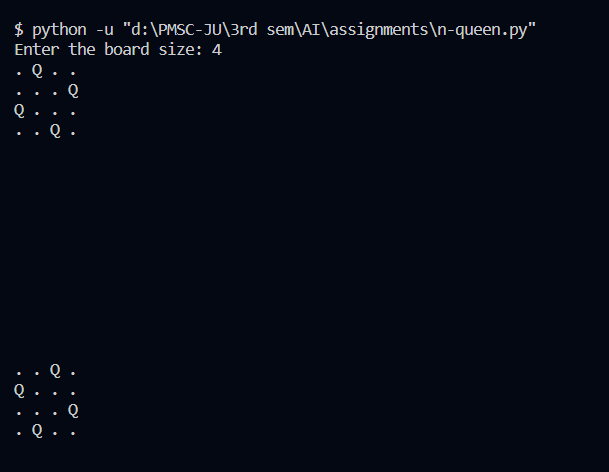 $ python -u "d:\PMSC-JU\3rd sem\AI\assignments\n-queen.py"
Enter the board size: 4
. Q . .
. . . Q
Q . . .
. . Q .
. . Q .
Q . . .
. . . Q
. Q . .